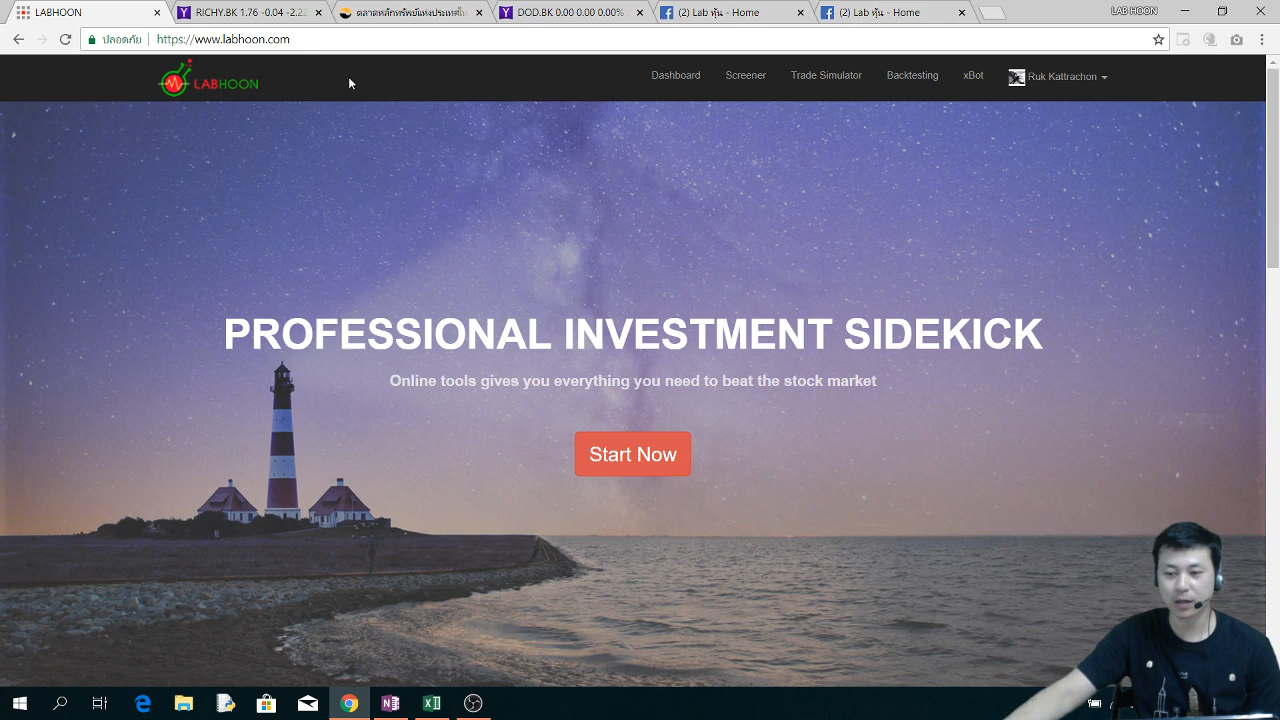 LABHOON
RICHY.BK 1.76 -0.04 -2.22
ตลาดหลักทรัพย์แห่งประเทศไท
DOD.BK 0.00 0.00 0.00%
(2) Lab หุ้น - Home
(2) Lab หุ้น - Home
LAB HOON
ปลอดภัย
https://www.labhoon.com
LABHOON
Dashboard
Screener
Trade Simulator
Backtesting
xBot
Ruk Kattrachon
PROFESSIONAL INVESTMENT SIDEKICK
Online tools gives you everything you need to beat the stock market
Start Now